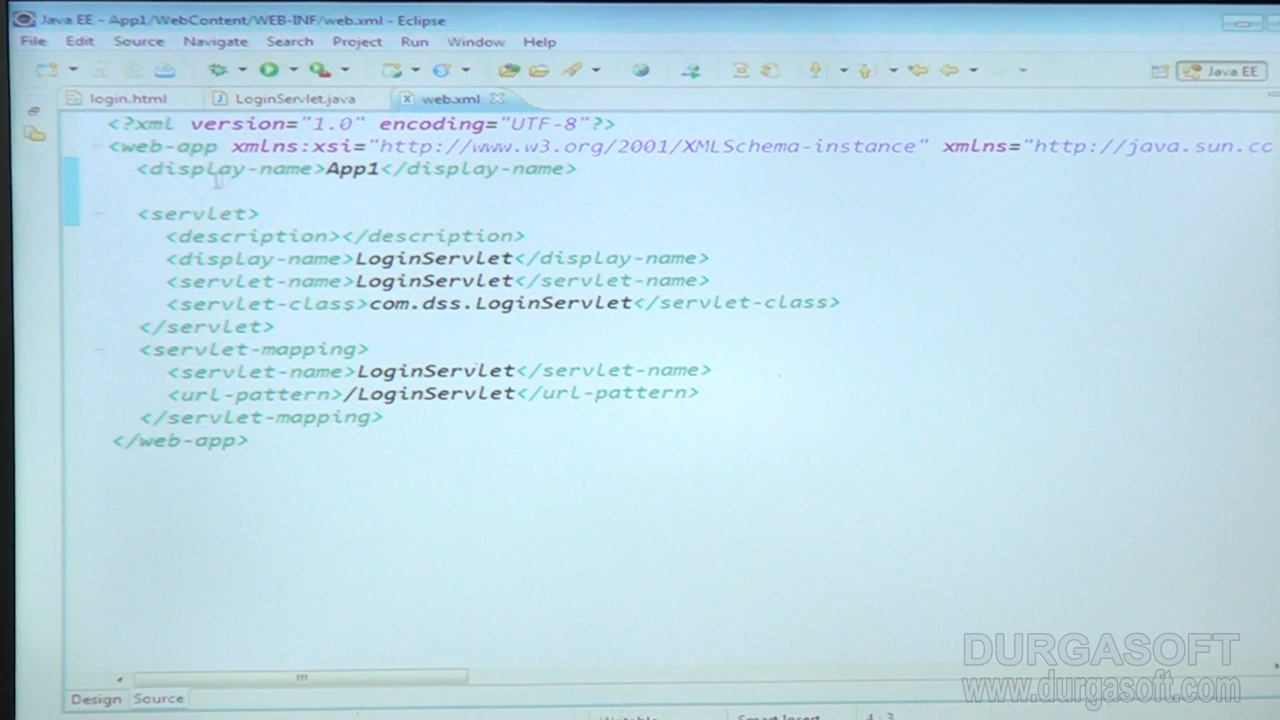 Java EE - App1/WebContent/WEB-INF/web.xml - Eclipse
File Edit Source Navigate Search Project Run Window Help
Java EE
login.html LoginServlet.java web.xml
<?xml version="1.0" encoding="UTF-8"?>
<web-app xmlns:xsi="http://www.w3.org/2001/XMLSchema-instance" xmlns="http://java.sun.cc
<display-name>App1</display-name>
<servlet>
<description></description>
<display-name>LoginServlet</display-name>
<servlet-name>LoginServlet</servlet-name>
<servlet-class>com.dss.LoginServlet</servlet-class>
</servlet>
<servlet-mapping>
<servlet-name>LoginServlet</servlet-name>
<url-pattern>/LoginServlet</url-pattern>
</servlet-mapping>
</web-app>
DURGASOFT
www.durgasoft.com
Design Source
Writable Smart Insert 4 : 3